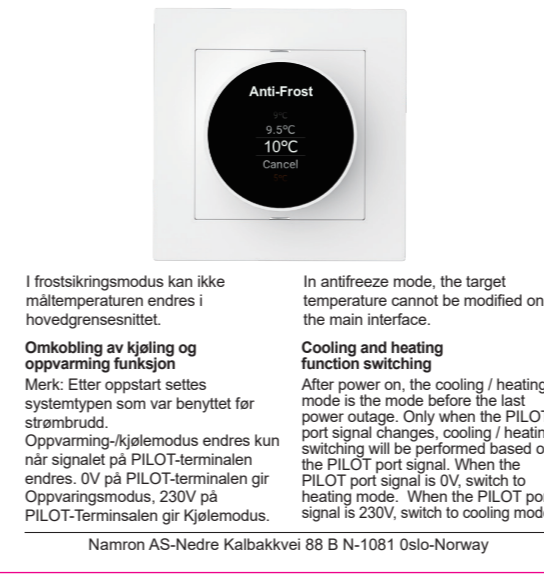 Anti-Frost
9°C
9.5°C
10°C
Cancel
5°C
I frostsikringsmodus kan ikke
måltemperaturen endres i
hovedgrensesnittet.
Omkobling av kjøling og
oppvarming funksjon
Merk: Etter oppstart settes
systemtypen som var benyttet før
strømbrudd.
Oppvarming-/kjølemodus endres kun
når signalet på PILOT-terminalen
endres. 0V på PILOT-terminalen gir
Oppvaringsmodus, 230V på
PILOT-Terminsalen gir Kjølemodus.
In antifreeze mode, the target
temperature cannot be modified on
the main interface.
Cooling and heating
function switching
After power on, the cooling / heating
mode is the mode before the last
power outage. Only when the PILOT
port signal changes, cooling / heatin
switching will be performed based o
the PILOT port signal. When the
PILOT port signal is 0V, switch to
heating mode.  When the PILOT por
signal is 230V, switch to cooling mod
Namron AS-Nedre Kalbakkvei 88 B N-1081 0slo-Norway